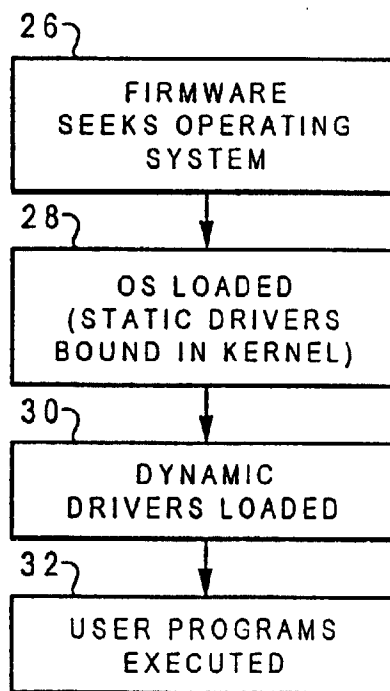 26
FIRMWARE
SEEKS OPERATING
SYSTEM
28
OS LOADED
(STATIC DRIVERS
BOUND IN KERNEL)
30
DYNAMIC
DRIVERS LOADED
32
USER PROGRAMS
EXECUTED